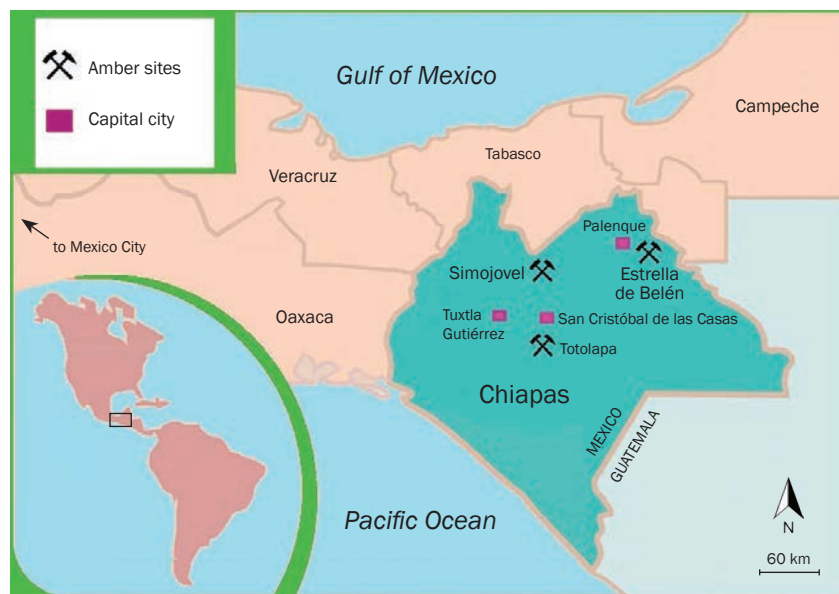 Amber sites
Capital city
Gulf of Mexico
Campeche
Tabasco
Veracruz
to Mexico City
Palenque
Simojovel
Estrella
de Belén
Oaxaca
Tuxtla
Gutiérrez
San Cristóbal de las Casas
Totolapa
Chiapas
MEXICO
GUATEMALA
Pacific Ocean
N
60 km